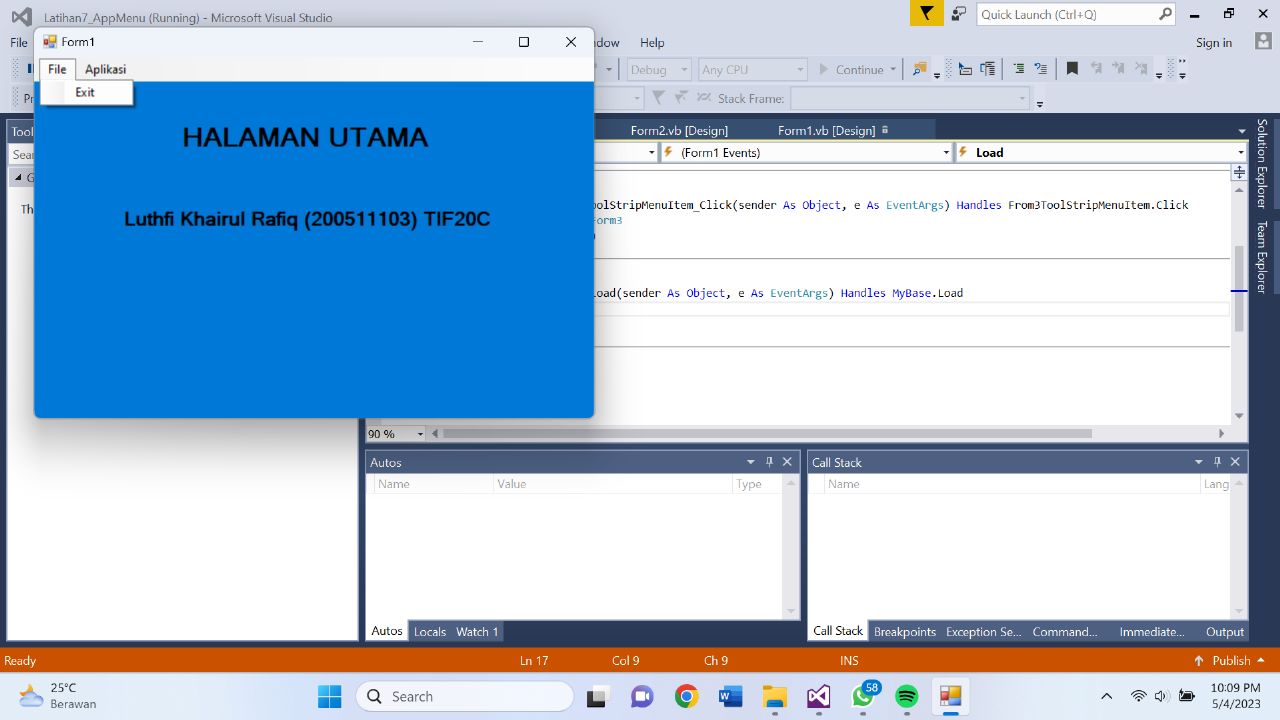 Latihan7_AppMenu (Running) - Microsoft Visual Studio
Quick Launch (Ctrl+Q)
File
Help
Sign in
Form1
File Aplikasi
Exit
HALAMAN UTAMA
Luthfi Khairul Rafiq (200511103) TIF20C
Debug
Any CPU
Continue
Stack Frame:
Form2.vb [Design]
Form1.vb [Design]
(Form1 Events)
Load
oolStripMenuItem_Click(sender As Object, e As EventArgs) Handles From3ToolStripMenuItem.Click
orm3
oad(sender As Object, e As EventArgs) Handles MyBase.Load
90 %
Solution Explorer
Team Explorer
Autos
Name Value Type
Autos Locals Watch 1
Call Stack
Name Lang
Call Stack Breakpoints Exception Se... Command... Immediate... Output
Ready Ln 17 Col 9 Ch 9 INS Publish
25°C
Berawan
Search
58
10:09 PM
5/4/2023